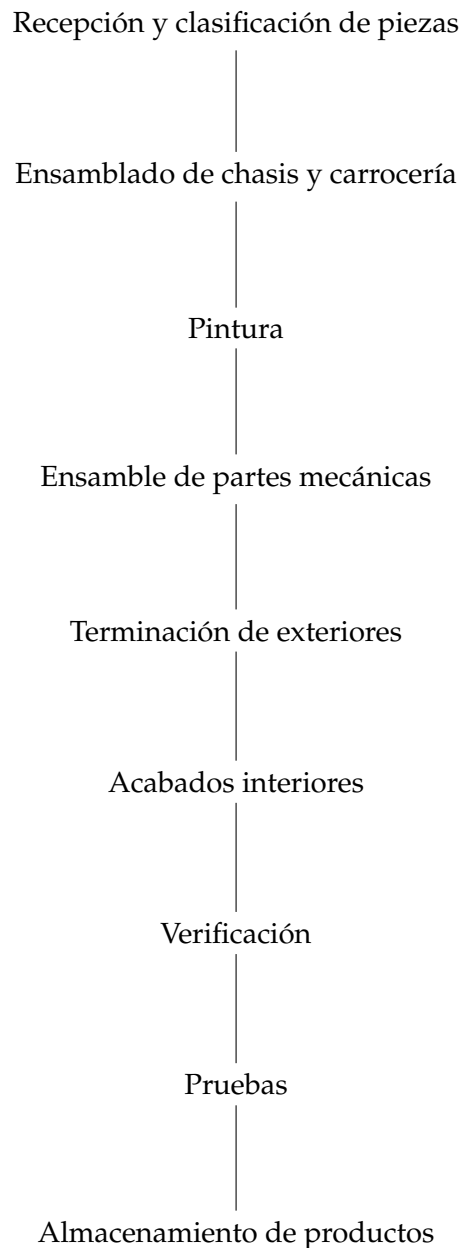 Recepción y clasificación de piezas
Ensamblado de chasis y carrocería
Pintura
Ensamble de partes mecánicas
Terminación de exteriores
Acabados interiores
Verificación
Pruebas
Almacenamiento de productos